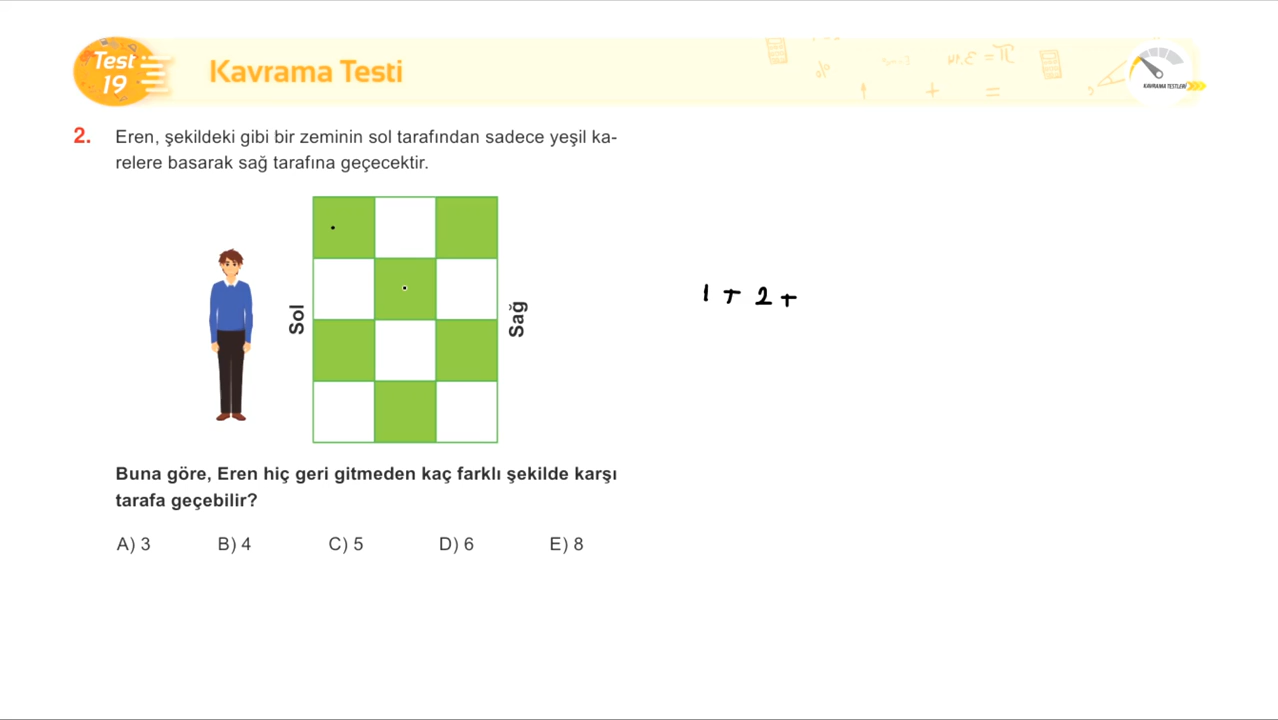 Test
19
Kavrama Testi
KAVRAMA TESTLERİ
2. Eren, şekildeki gibi bir zeminin sol tarafından sadece yeşil ka-
relere basarak sağ tarafına geçecektir.
Sol
Sağ
1 + 2 +
Buna göre, Eren hiç geri gitmeden kaç farklı şekilde karşı
tarafa geçebilir?
A) 3 B) 4 C) 5 D) 6 E) 8